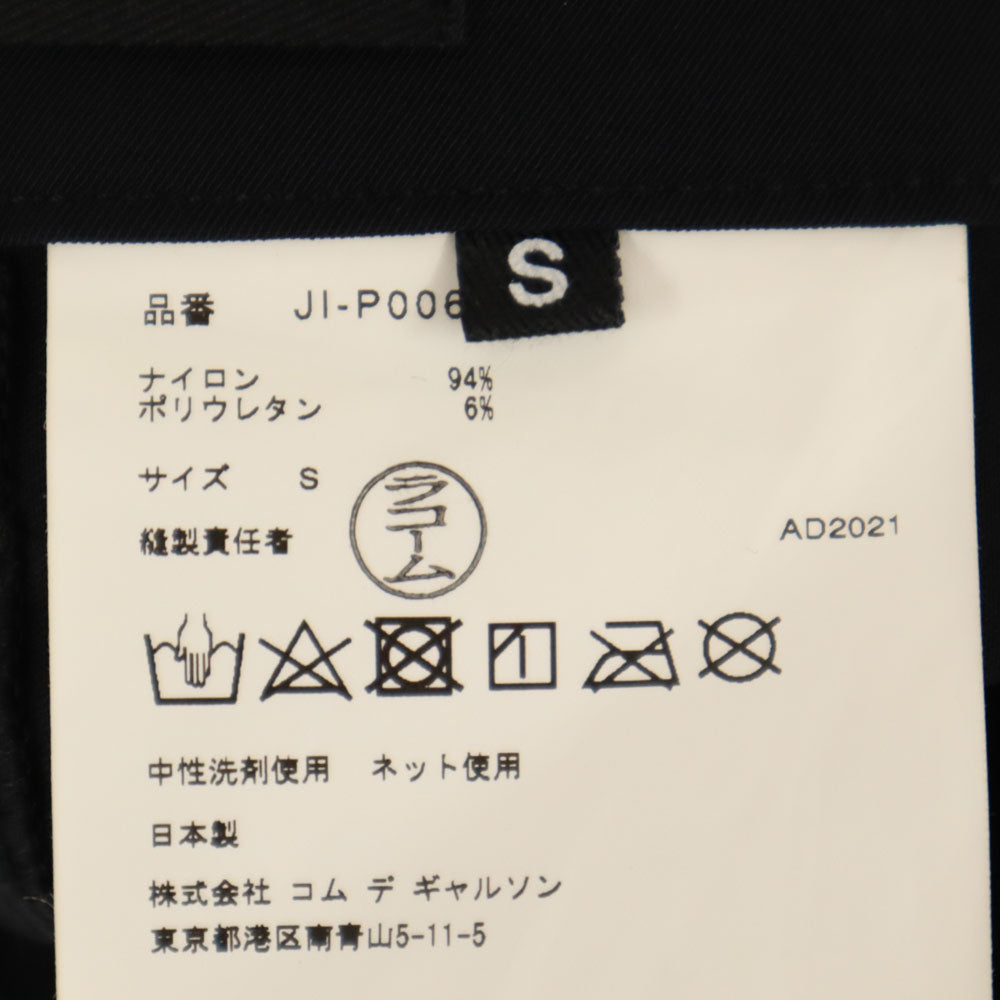 S
品番 JI-P006
ナイロン 94%
ポリウレタン 6%
サイズ S
縫製責任者
ラコーム
AD2021
中性洗剤使用 ネット使用
日本製
株式会社 コム デ ギャルソン
東京都港区南青山5-11-5